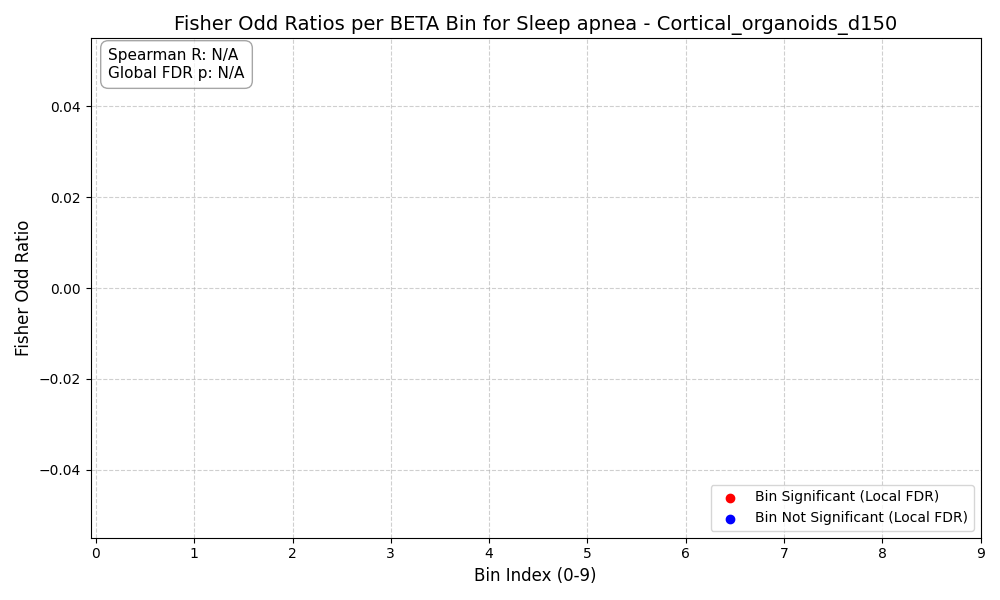 Fisher Odd Ratios per BETA Bin for Sleep apnea - Cortical_organoids_d150
Spearman R: N/A
Global FDR p: N/A
0.04
0.02
0.00
−0.02
−0.04
Fisher Odd Ratio
Bin Significant (Local FDR)
Bin Not Significant (Local FDR)
0 1 2 3 4 5 6 7 8 9
Bin Index (0-9)